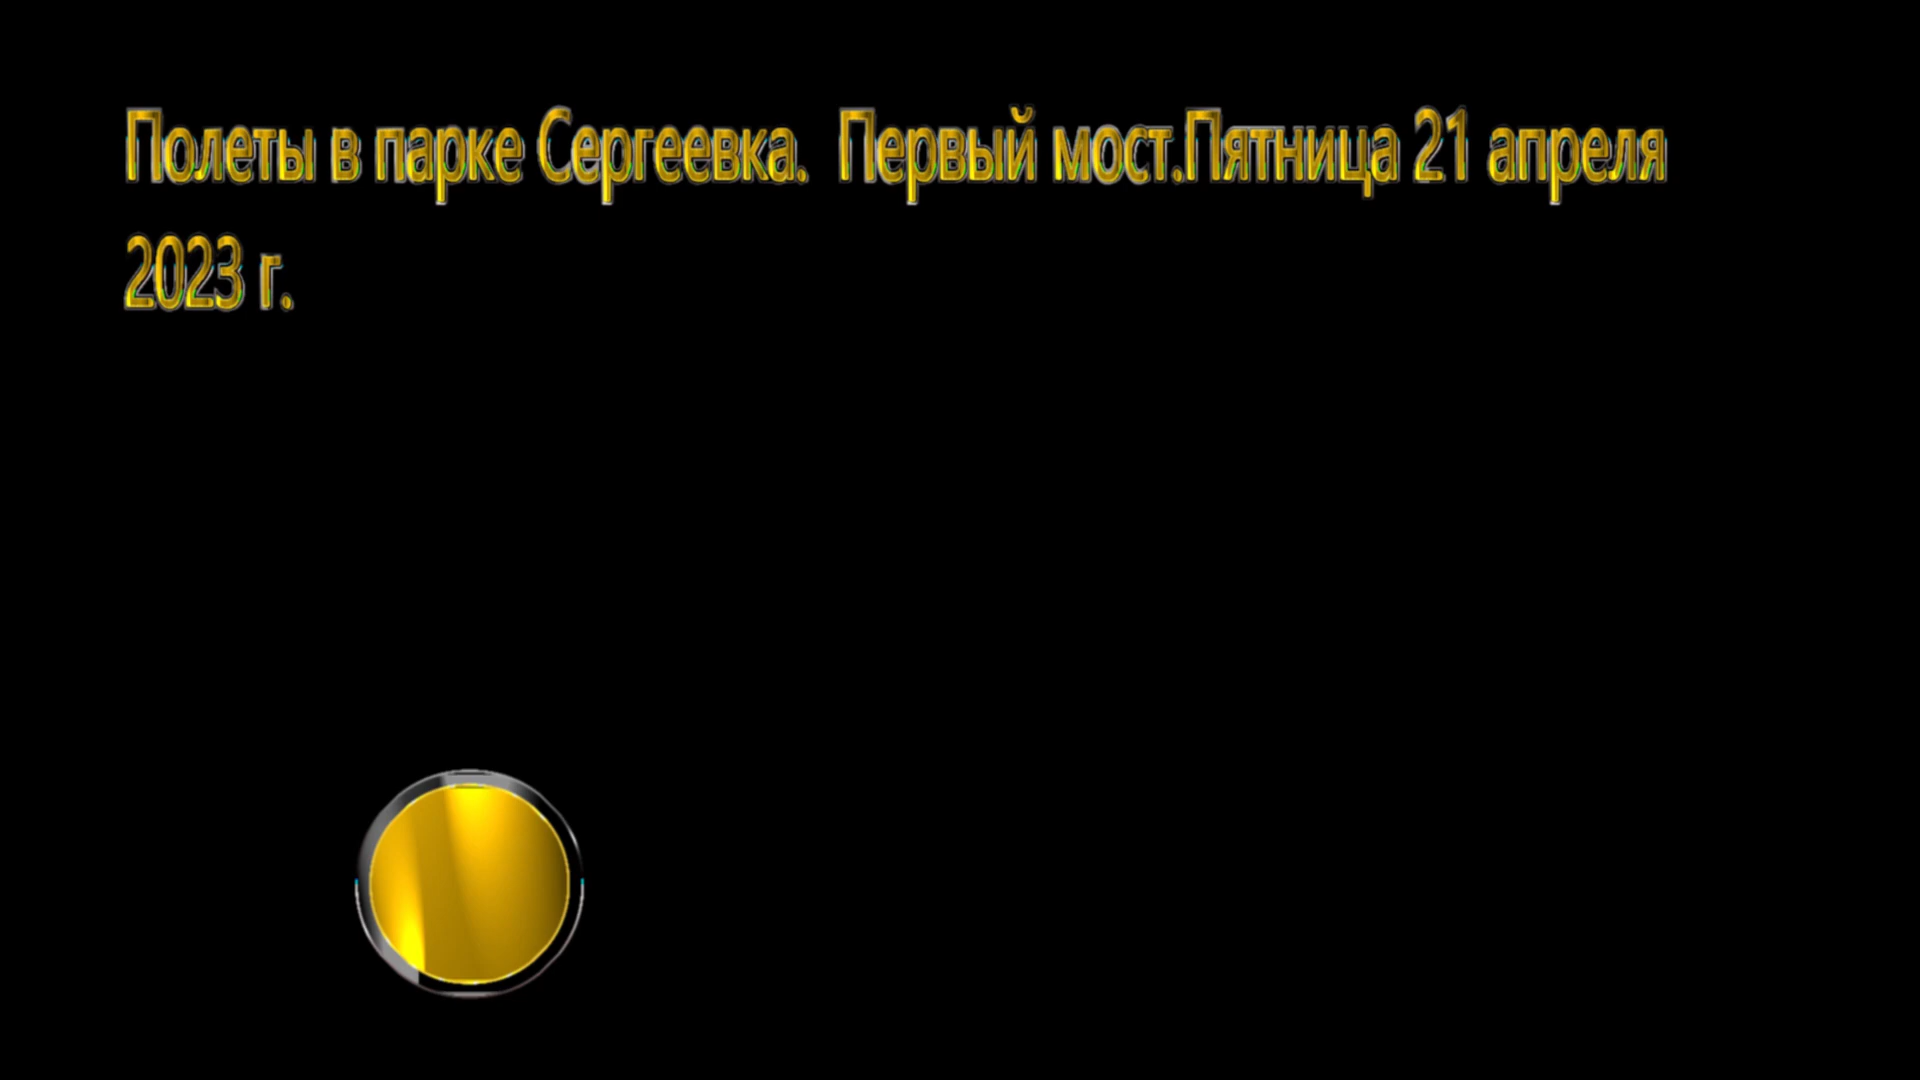 Полеты в парке Сергеевка.  Первый мост.Пятница 21 апреля
2023 г.